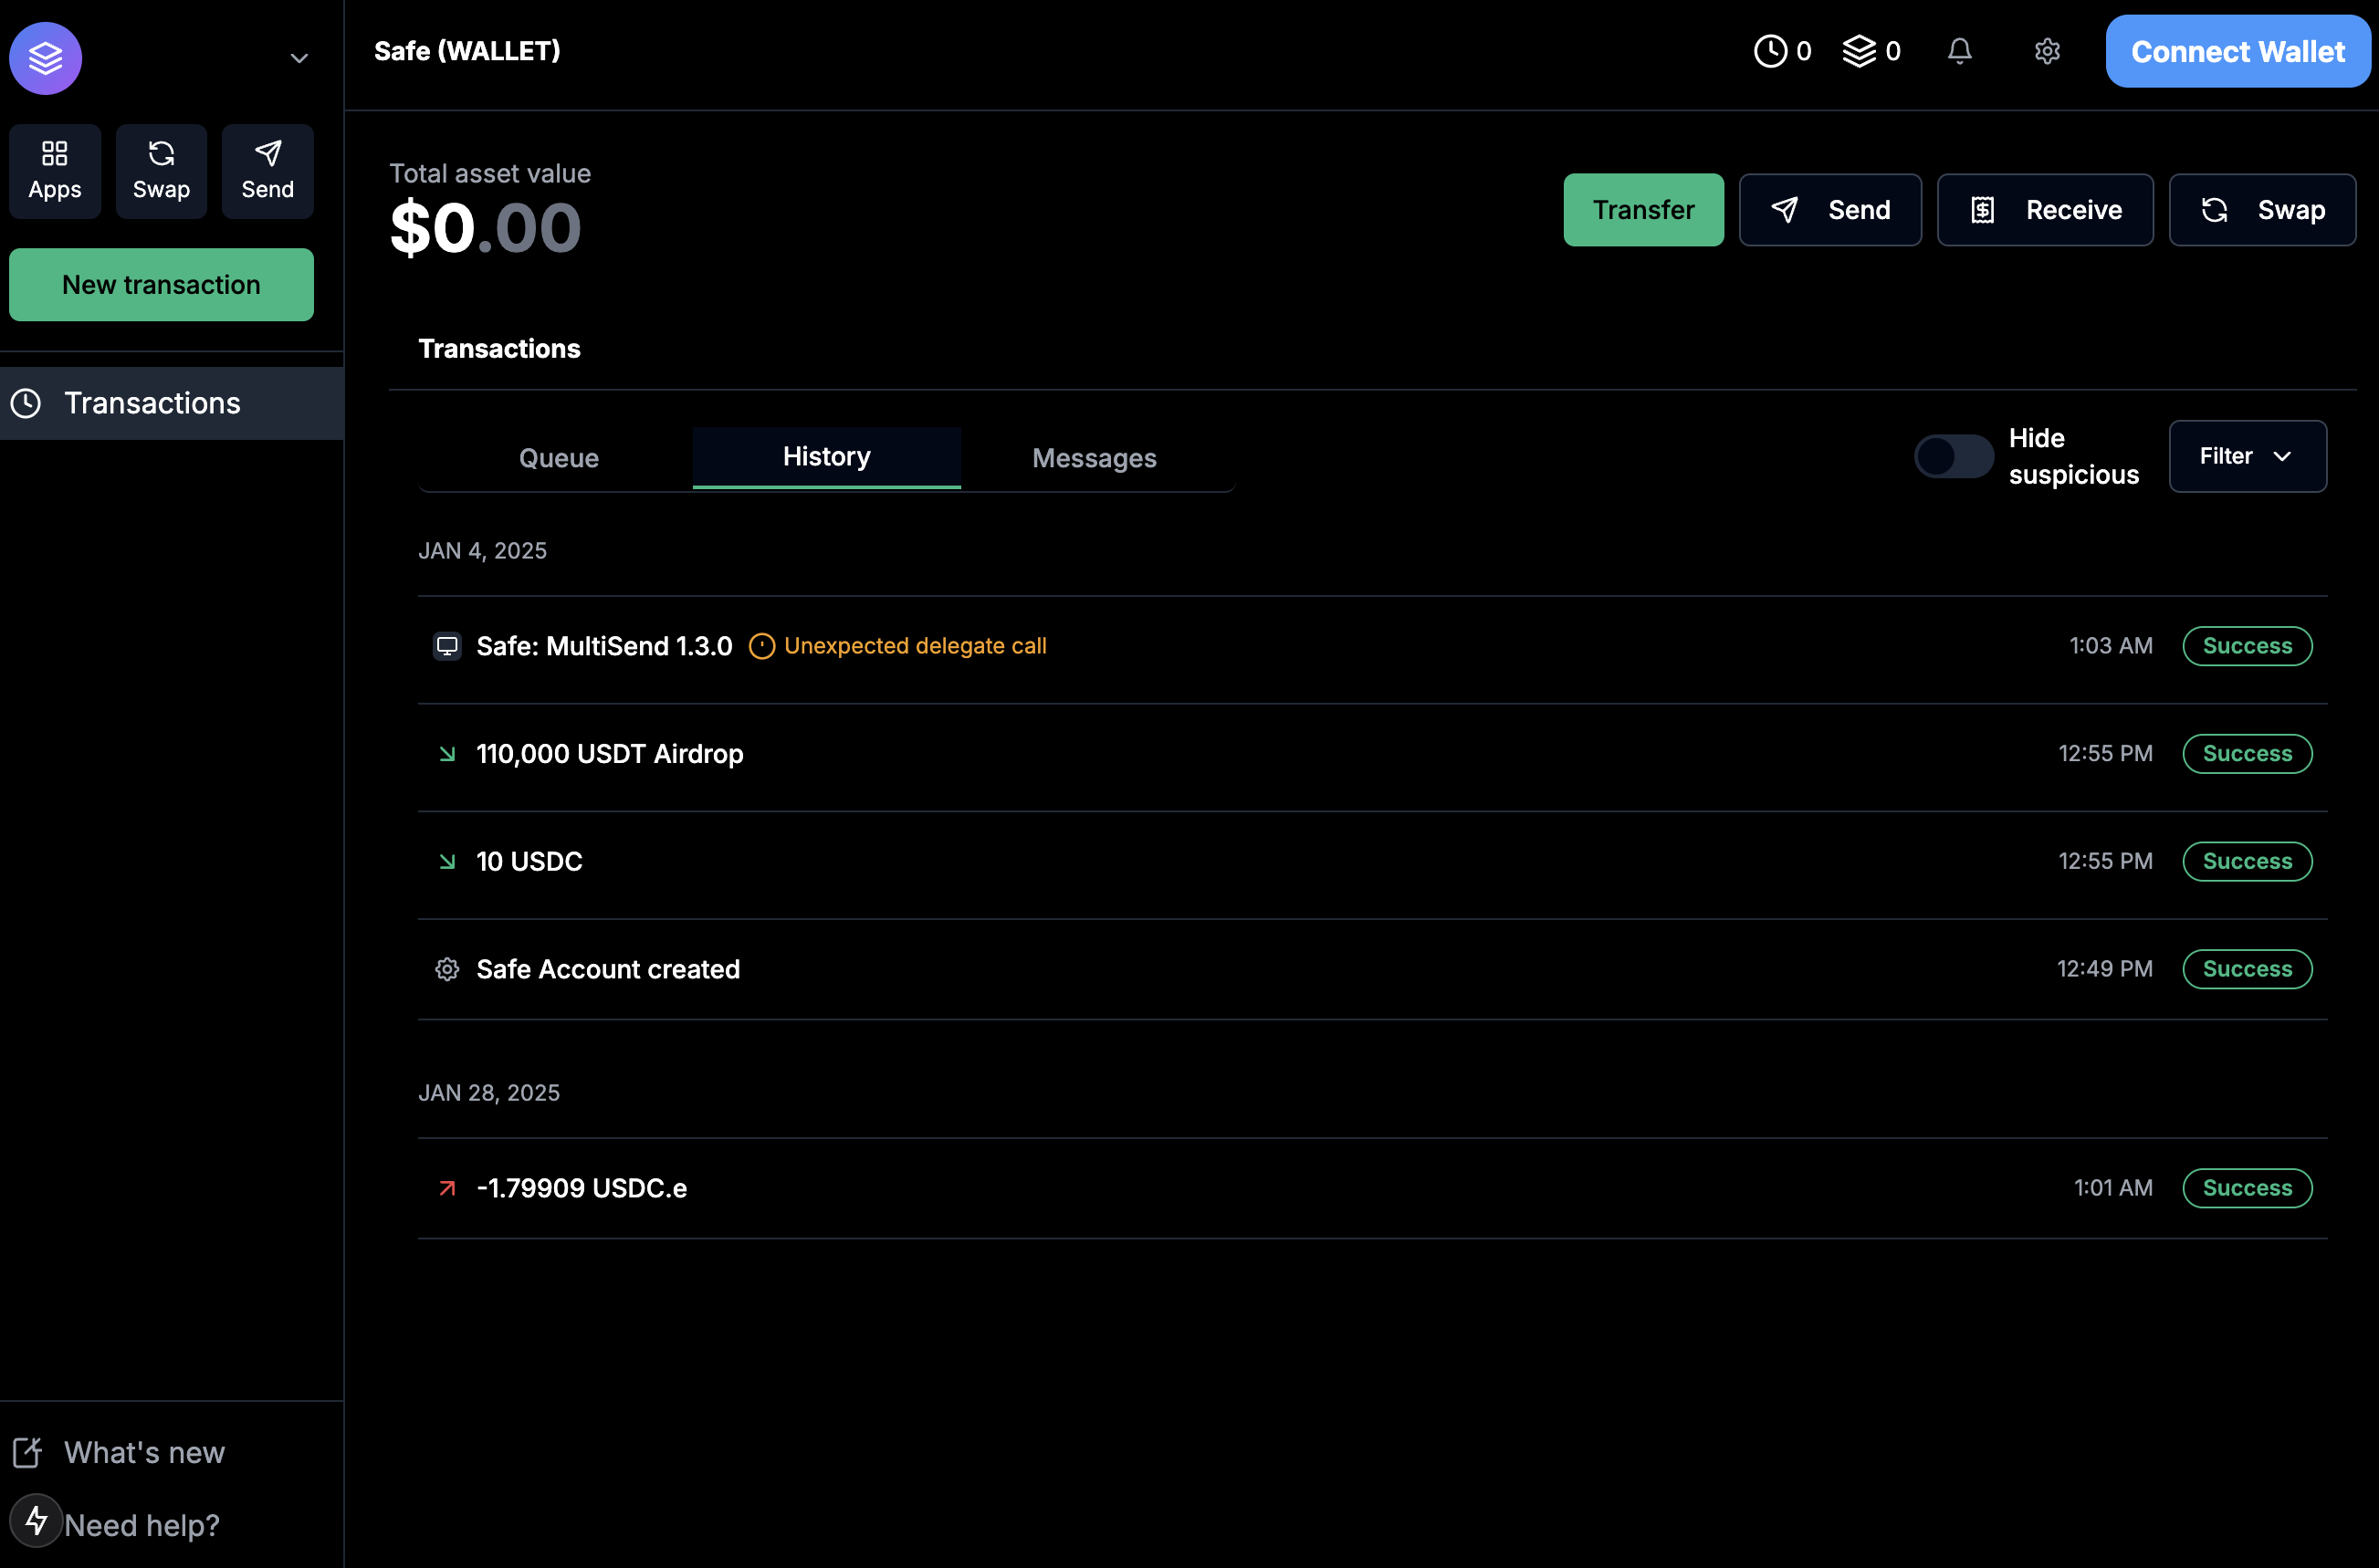 Safe (WALLET)
0
0
Connect Wallet
Apps
Swap
Send
New transaction
Transactions
Total asset value
$0.00
Transfer
Send
Receive
Swap
Transactions
Queue
History
Messages
Hide
suspicious
Filter
JAN 4, 2025
Safe: MultiSend 1.3.0 Unexpected delegate call 1:03 AM Success
110,000 USDT Airdrop 12:55 PM Success
10 USDC 12:55 PM Success
Safe Account created 12:49 PM Success
JAN 28, 2025
-1.79909 USDC.e 1:01 AM Success
What's new
Need help?